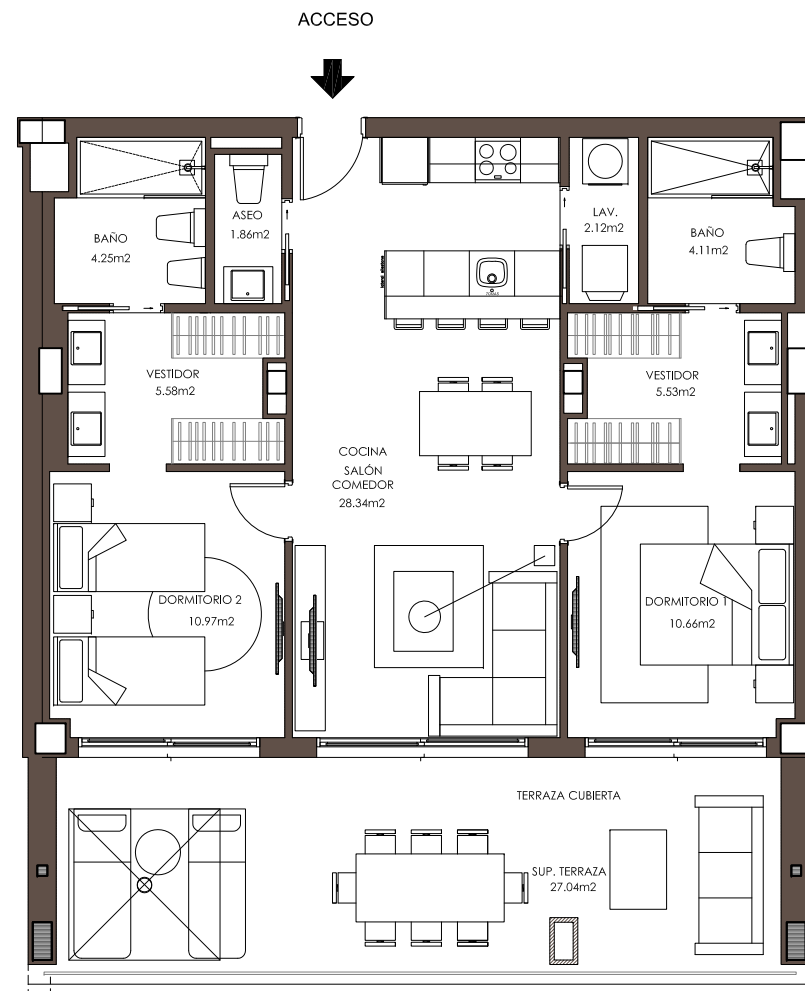 ACCESO
BAÑO
4.25m2
ASEO
1.86m2
LAV.
2.12m2
BAÑO
4.11m2
VESTIDOR
5.58m2
VESTIDOR
5.53m2
COCINA
SALÓN
COMEDOR
28.34m2
DORMITORIO 2
10.97m2
DORMITORIO 1
10.66m2
TERRAZA CUBIERTA
SUP. TERRAZA
27.04m2